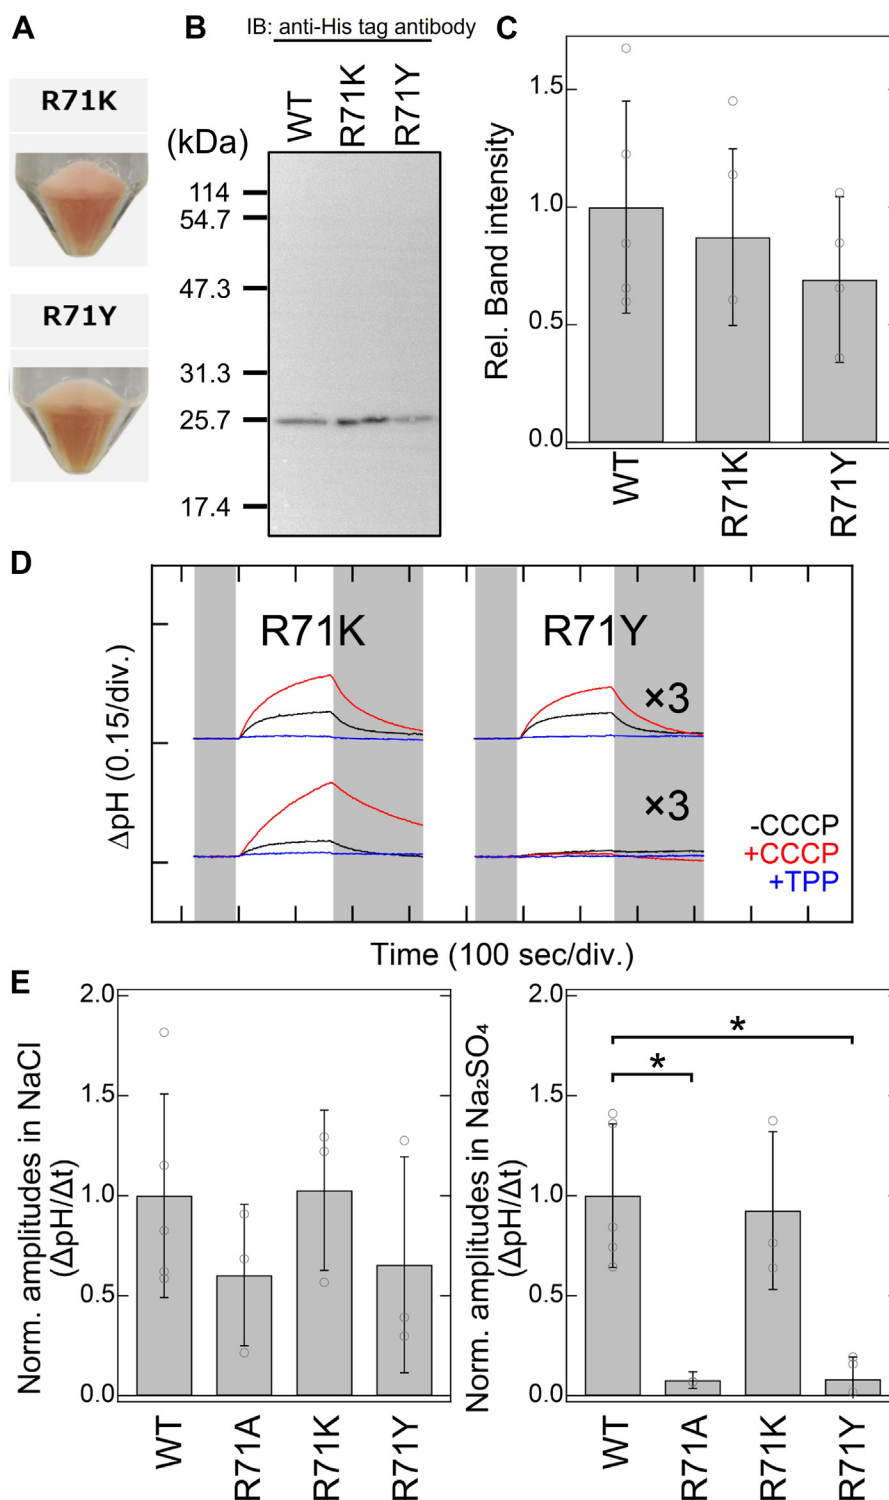 A
R71K
R71Y
B
IB: anti-His tag antibody
WT
R71K
R71Y
(kDa)
114
54.7
47.3
31.3
25.7
17.4
C
Rel. Band intensity
1.5
1.0
0.5
0.0
WT
R71K
R71Y
D
ΔpH (0.15/div.)
R71K
R71Y
×3
×3
-CCCP
+CCCP
+TPP
Time (100 sec/div.)
E
Norm. amplitudes in NaCl
(ΔpH/Δt)
2.0
1.5
1.0
0.5
0.0
WT
R71A
R71K
R71Y
Norm. amplitudes in Na₂SO₄
(ΔpH/Δt)
2.0
1.5
1.0
0.5
0.0
*
*
WT
R71A
R71K
R71Y